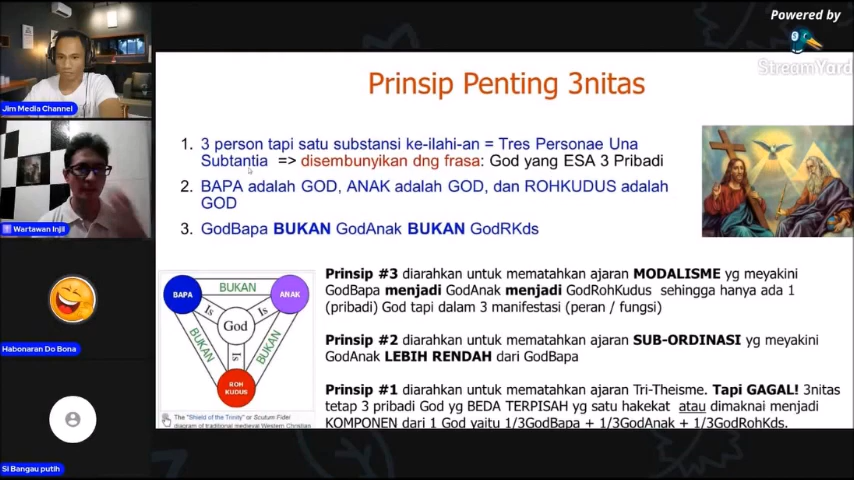 Powered by
StreamYard
Jim Media Channel
Wartawan Injil
Habonaran Do Bona
Si Bangau putih
Prinsip Penting 3nitas
1. 3 person tapi satu substansi ke-ilahi-an = Tres Personae Una
Subtantia => disembunyikan dng frasa: God yang ESA 3 Pribadi
2. BAPA adalah GOD, ANAK adalah GOD, dan ROHKUDUS adalah
GOD
3. GodBapa BUKAN GodAnak BUKAN GodRKds
BAPA
BUKAN
ANAK
Is
Is
God
BUKAN
Is
BUKAN
ROH
KUDUS
The "Shield of the Trinity" or Scutum Fidei
diagram of traditional medieval Western Christian
Prinsip #3 diarahkan untuk mematahkan ajaran MODALISME yg meyakini
GodBapa menjadi GodAnak menjadi GodRohKudus sehingga hanya ada 1
(pribadi) God tapi dalam 3 manifestasi (peran / fungsi)
Prinsip #2 diarahkan untuk mematahkan ajaran SUB-ORDINASI yg meyakini
GodAnak LEBIH RENDAH dari GodBapa
Prinsip #1 diarahkan untuk mematahkan ajaran Tri-Theisme. Tapi GAGAL! 3nitas
tetap 3 pribadi God yg BEDA TERPISAH yg satu hakekat atau dimaknai menjadi
KOMPONEN dari 1 God yaitu 1/3GodBapa + 1/3GodAnak + 1/3GodRohKds.